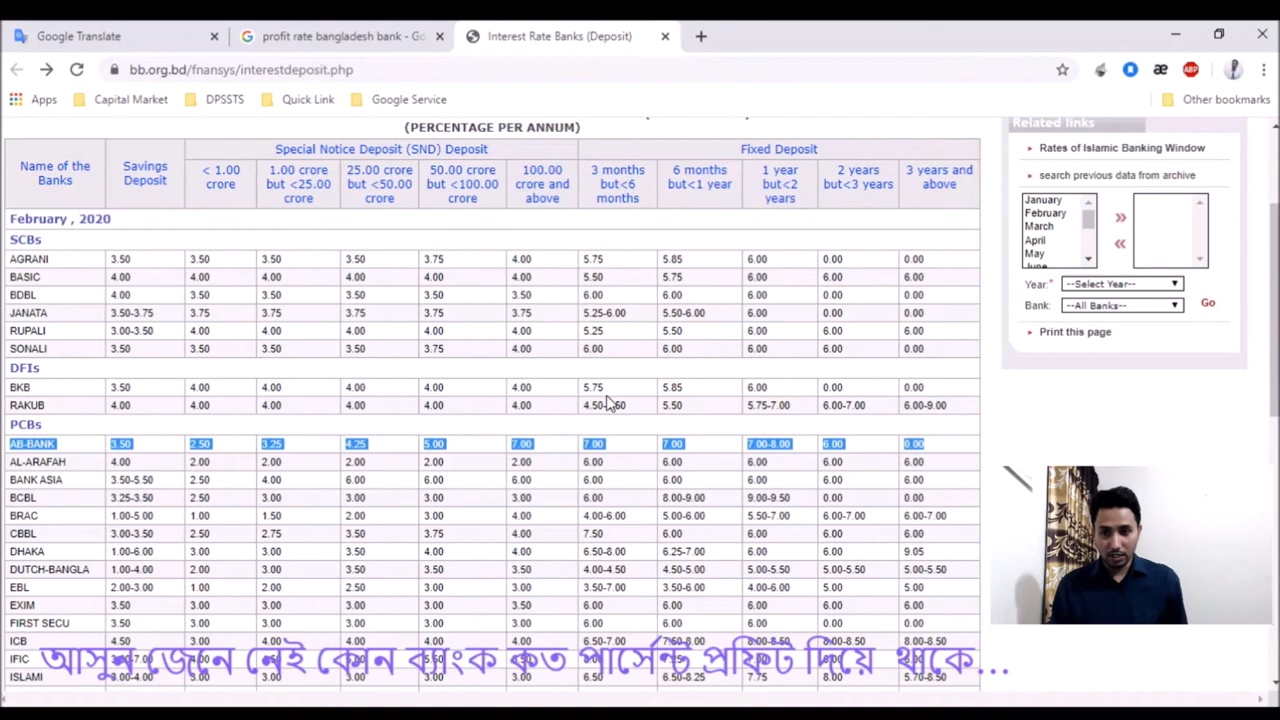 Google Translate
profit rate bangladesh bank - Go
Interest Rate Banks (Deposit)
bb.org.bd/fnansys/interestdeposit.php
ABP
Apps Capital Market DPSSTS Quick Link Google Service Other bookmarks
(PERCENTAGE PER ANNUM)
Name of the Banks Savings Deposit Special Notice Deposit (SND) Deposit Fixed Deposit
< 1.00 crore 1.00 crore but <25.00 crore 25.00 crore but <50.00 crore 50.00 crore but <100.00 crore 100.00 crore and above 3 months but<6 months 6 months but<1 year 1 year but<2 years 2 years but<3 years 3 years and above
February , 2020
SCBs
AGRANI 3.50 3.50 3.50 3.50 3.75 4.00 5.75 5.85 6.00 0.00 0.00
BASIC 4.00 4.00 4.00 4.00 4.00 4.00 5.50 5.75 6.00 6.00 6.00
BDBL 4.00 3.50 3.50 3.50 3.50 3.50 6.00 6.00 6.00 0.00 0.00
JANATA 3.50-3.75 3.75 3.75 3.75 3.75 3.75 5.25-6.00 5.50-6.00 6.00 0.00 0.00
RUPALI 3.00-3.50 4.00 4.00 4.00 4.00 4.00 5.25 5.50 6.00 6.00 6.00
SONALI 3.50 3.50 3.50 3.50 3.75 4.00 6.00 6.00 6.00 6.00 0.00
DFIs
BKB 3.50 4.00 4.00 4.00 4.00 4.00 5.75 5.85 6.00 0.00 0.00
RAKUB 4.00 4.00 4.00 4.00 4.00 4.00 5.50 5.75-7.00 6.00-7.00 6.00-9.00
PCBs
AB-BANK 3.50 2.50 3.25 4.25 5.00 7.00 7.00 7.00 7.00-8.00 6.00 0.00
AL-ARAFAH 4.00 2.00 2.00 2.00 2.00 2.00 6.00 6.00 6.00 6.00 6.00
BANK ASIA 3.50-5.50 2.50 4.00 6.00 6.00 6.00 6.00 6.00 6.00 6.00 6.00
BCBL 3.25-3.50 2.50 3.00 3.00 3.00 3.00 6.00 8.00-9.00 9.00-9.50 0.00 0.00
BRAC 1.00-5.00 1.00 1.50 2.00 3.00 4.00 4.00-6.00 5.00-6.00 5.50-7.00 6.00-7.00 6.00-7.00
CBBL 3.00-3.50 2.50 2.75 3.50 3.75 4.00 7.50 6.00 6.00 6.00 6.00
DHAKA 1.00-6.00 3.00 3.00 3.50 4.00 4.00 6.50-8.00 6.25-7.00 6.00 6.00 9.05
DUTCH-BANGLA 1.00-4.00 2.00 3.00 3.50 3.50 3.50 4.00-4.50 4.50-5.00 5.00-5.50 5.00-5.50 5.00-5.50
EBL 2.00-3.00 1.00 2.00 2.50 3.00 3.00 3.50-7.00 3.50-6.00 4.00-6.00 5.00 5.00
EXIM 3.50 3.00 3.00 3.00 3.00 3.50 6.00 6.00 6.00 6.00 6.00
FIRST SECU 3.50 3.00 3.00 3.00 3.00 3.00 6.00 6.00 6.00 6.00 6.00
ICB 4.50 3.00 4.00 4.00 4.00 4.00 6.50-7.00 7.50-8.00 8.00-8.50 8.00-8.50 8.00-8.50
IFIC
আসুন জেনে নেই কোন ব্যাংক কত পার্সেন্ট প্রফিট দিয়ে থাকে...
ISLAMI 3.00-4.00 3.00 3.00 3.00 3.00 3.00 6.50 6.50-8.25 7.75 8.00 5.70-8.50
Related links
Rates of Islamic Banking Window
search previous data from archive
January
February
March
April
May
June
Year:* --Select Year--
Bank: --All Banks-- Go
Print this page